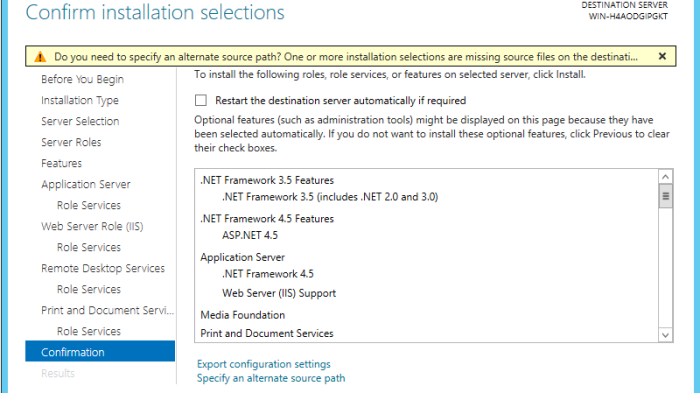 Confirm installation selections
DESTINATION SERVER
WIN-H4AODGIPGKT
Do you need to specify an alternate source path? One or more installation selections are missing source files on the destinati...
Before You Begin
Installation Type
Server Selection
Server Roles
Features
Application Server
Role Services
Web Server Role (IIS)
Role Services
Remote Desktop Services
Print and Document Servi...
Role Services
Confirmation
Results
To install the following roles, role services, or features on selected server, click Install.
Restart the destination server automatically if required
Optional features (such as administration tools) might be displayed on this page because they have
been selected automatically. If you do not want to install these optional features, click Previous to clear
their check boxes.
.NET Framework 3.5 Features
.NET Framework 3.5 (includes .NET 2.0 and 3.0)
.NET Framework 4.5 Features
ASP.NET 4.5
Application Server
.NET Framework 4.5
Web Server (IIS) Support
Media Foundation
Print and Document Services
Export configuration settings
Specify an alternate source path